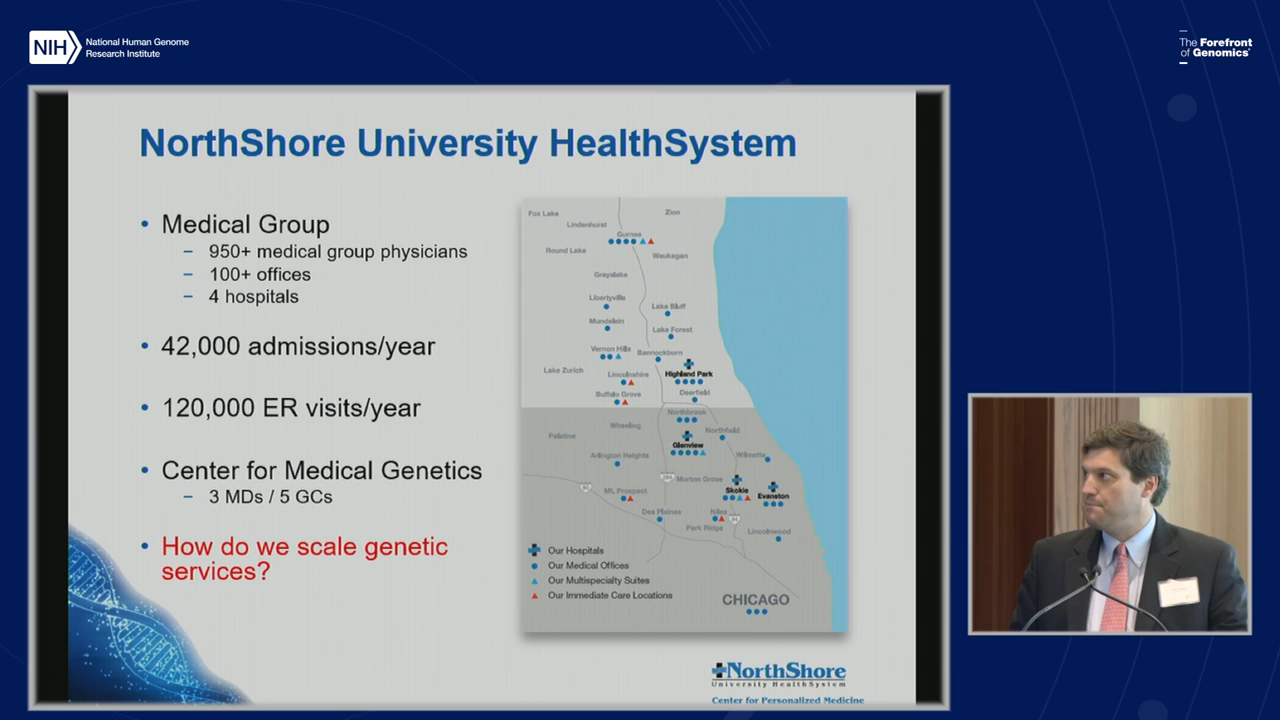 NIH National Human Genome
Research Institute
The Forefront
of Genomics
NorthShore University HealthSystem
• Medical Group
– 950+ medical group physicians
– 100+ offices
– 4 hospitals
• 42,000 admissions/year
• 120,000 ER visits/year
• Center for Medical Genetics
– 3 MDs / 5 GCs
• How do we scale genetic
services?
Fox Lake
Zion
Lindenhurst
Gurnee
Round Lake
Waukegan
Grayslake
Libertyville
Lake Bluff
Mundelein
Lake Forest
Vernon Hills
Bannockburn
Lake Zurich
Lincolnshire
Highland Park
Buffalo Grove
Deerfield
Northbrook
Wheeling
Northfield
Palatine
Glenview
Arlington Heights
Wilmette
Morton Grove
Mt. Prospect
Skokie
Evanston
Des Plaines
Niles
Park Ridge
Lincolnwood
Our Hospitals
Our Medical Offices
Our Multispecialty Suites
Our Immediate Care Locations
CHICAGO
NorthShore
University HealthSystem
Center for Personalized Medicine